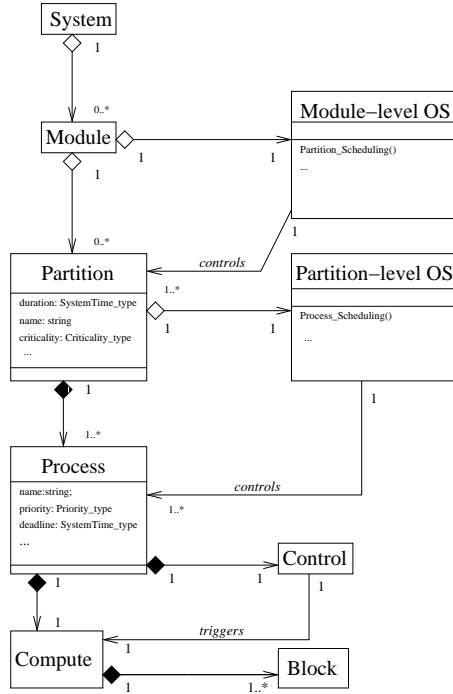 System
1
0..*
Module
1
1
1
Module–level OS
Partition_Scheduling()
...
1
0..*
controls
1
1..*
Partition
duration: SystemTime_type
name: string
criticality: Criticality_type
...
1
1
Partition–level OS
Process_Scheduling()
...
1
1
1..*
Process
name:string;
priority: Priority_type
deadline: SystemTime_type
...
controls
1..*
1
1
Control
1
1
1
triggers
1
Compute
1
1..*
Block